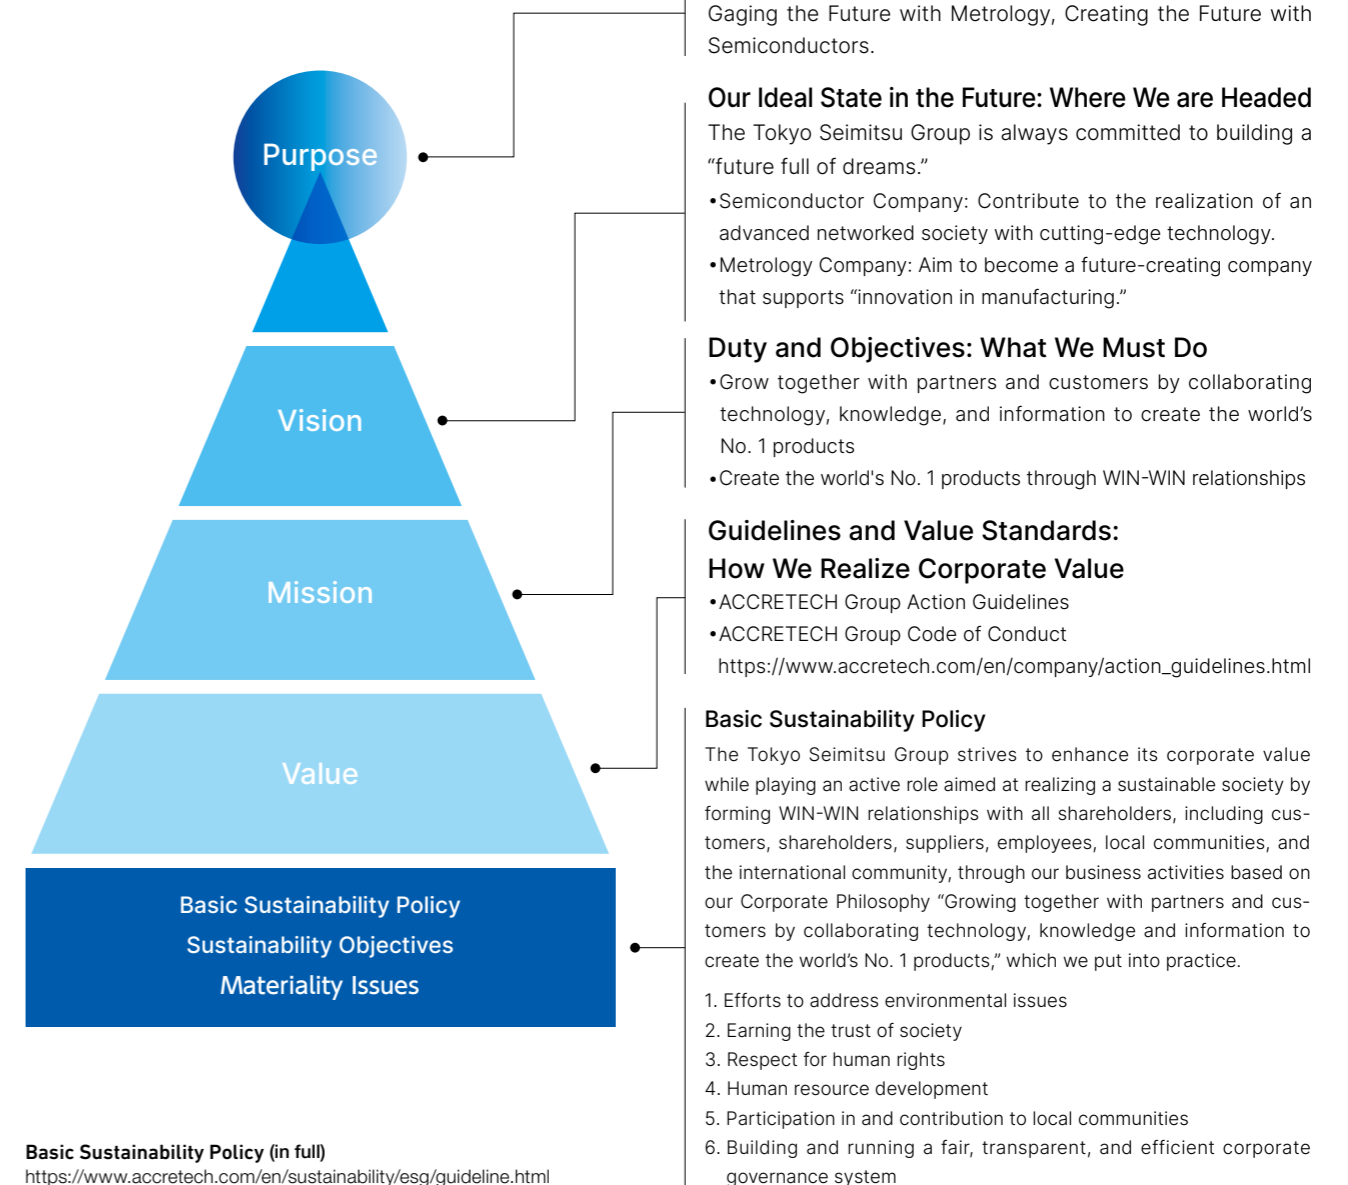 Gaging the Future with Metrology, Creating the Future with
Semiconductors.
Purpose
Our Ideal State in the Future: Where We are Headed
The Tokyo Seimitsu Group is always committed to building a
“future full of dreams.”
•Semiconductor Company: Contribute to the realization of an
advanced networked society with cutting-edge technology.
•Metrology Company: Aim to become a future-creating company
that supports “innovation in manufacturing.”
Vision
Duty and Objectives: What We Must Do
•Grow together with partners and customers by collaborating
technology, knowledge, and information to create the world’s
No. 1 products
•Create the world's No. 1 products through WIN-WIN relationships
Mission
Guidelines and Value Standards:
How We Realize Corporate Value
•ACCRETECH Group Action Guidelines
•ACCRETECH Group Code of Conduct
https://www.accretech.com/en/company/action_guidelines.html
Value
Basic Sustainability Policy
Sustainability Objectives
Materiality Issues
Basic Sustainability Policy
The Tokyo Seimitsu Group strives to enhance its corporate value
while playing an active role aimed at realizing a sustainable society by
forming WIN-WIN relationships with all shareholders, including cus-
tomers, shareholders, suppliers, employees, local communities, and
the international community, through our business activities based on
our Corporate Philosophy “Growing together with partners and cus-
tomers by collaborating technology, knowledge and information to
create the world’s No. 1 products,” which we put into practice.
1. Efforts to address environmental issues
2. Earning the trust of society
3. Respect for human rights
4. Human resource development
5. Participation in and contribution to local communities
6. Building and running a fair, transparent, and efficient corporate
governance system
Basic Sustainability Policy (in full)
https://www.accretech.com/en/sustainability/esg/guideline.html